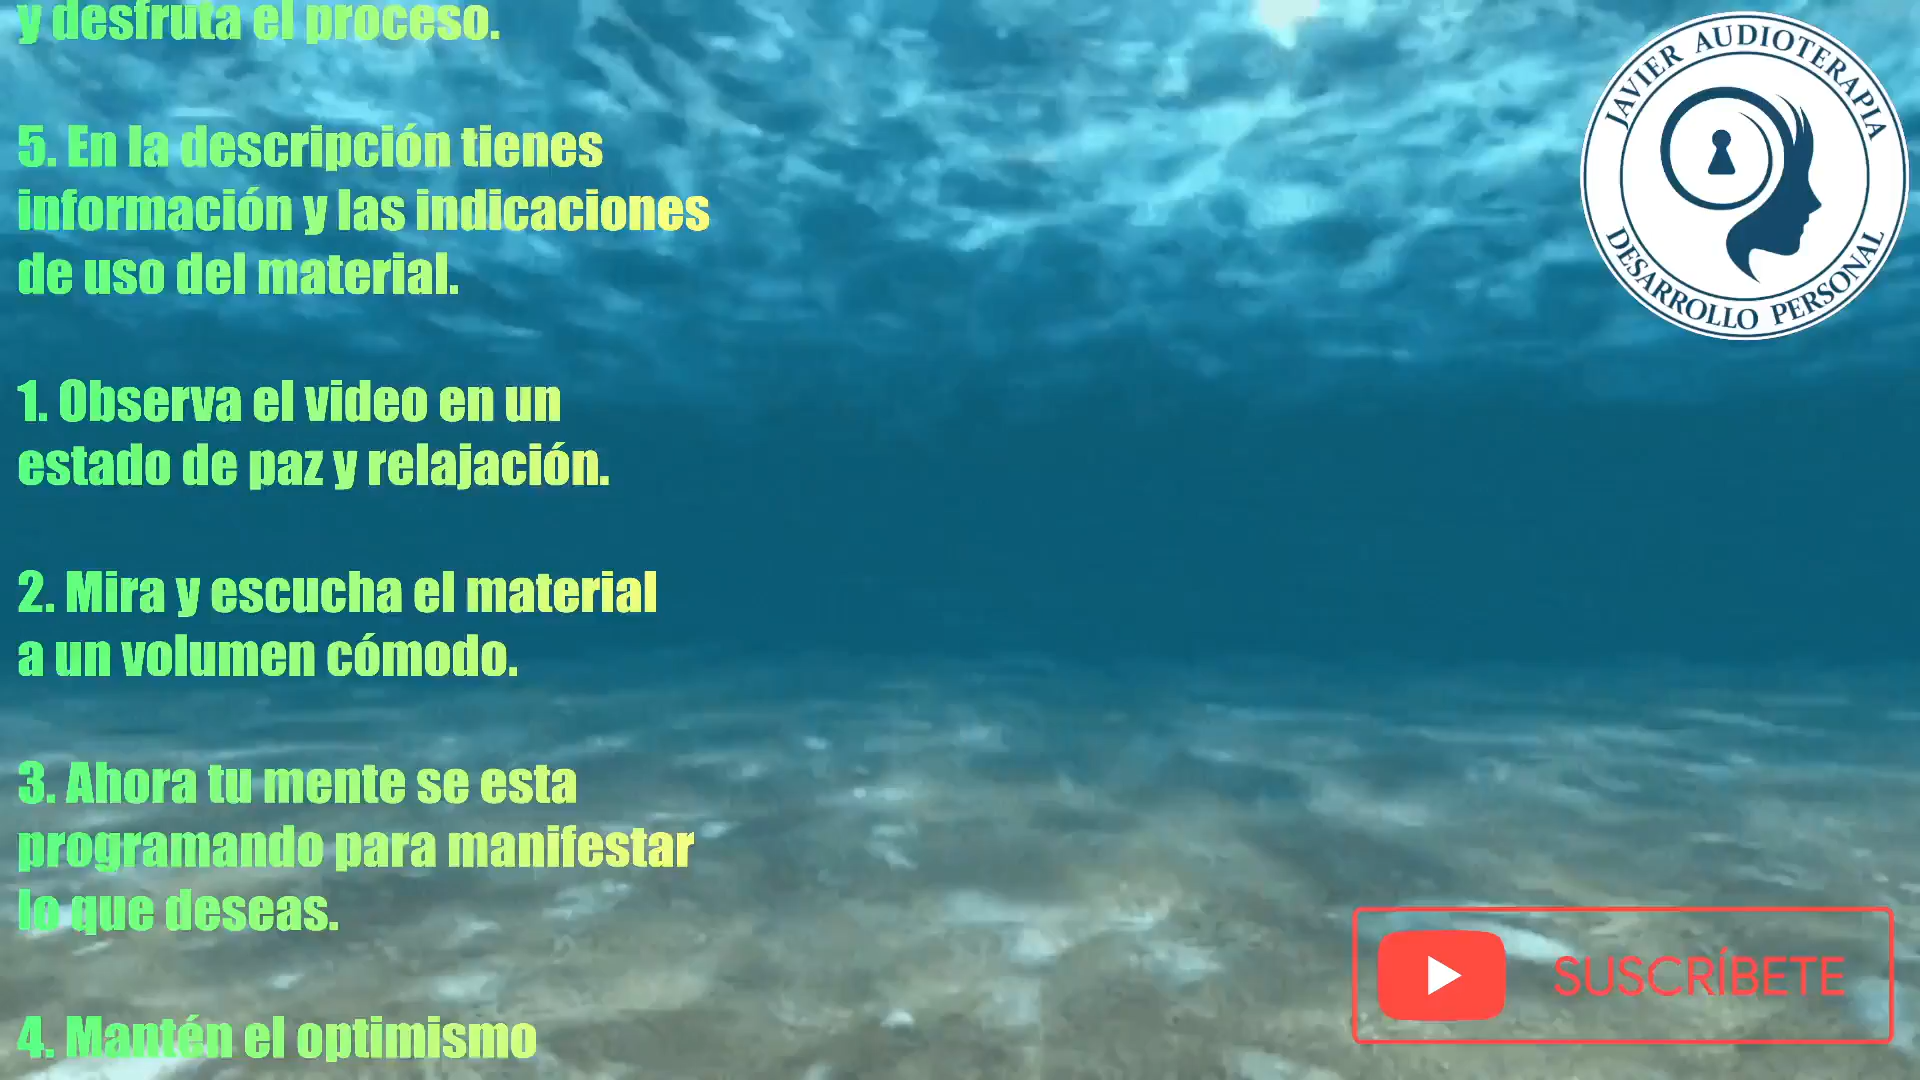 y desfruta el proceso.
5. En la descripción tienes
información y las indicaciones
de uso del material.
1. Observa el video en un
estado de paz y relajación.
2. Mira y escucha el material
a un volumen cómodo.
3. Ahora tu mente se esta
programando para manifestar
lo que deseas.
4. Mantén el optimismo
JAVIER AUDIOTERAPIA
DESARROLLO PERSONAL
SUSCRÍBETE